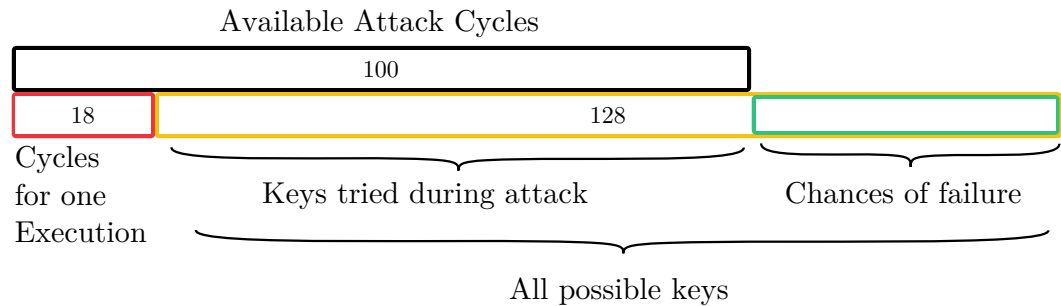 Available Attack Cycles
100
18
128
Cycles
for one
Execution
Keys tried during attack
Chances of failure
All possible keys